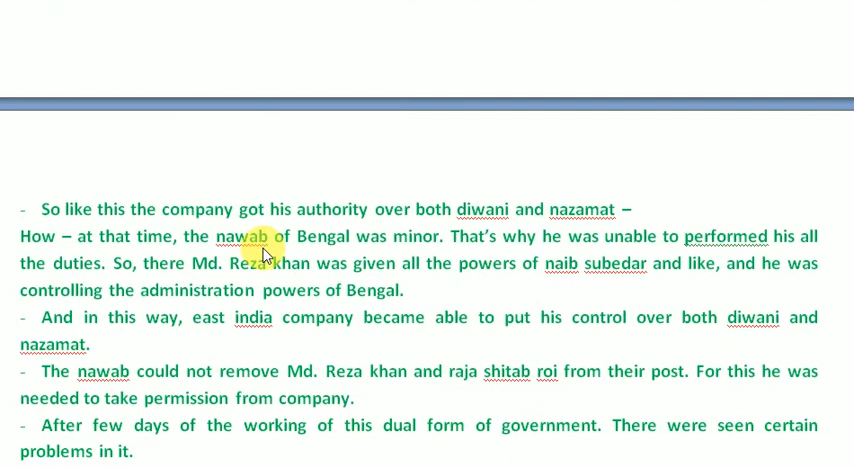 - So like this the company got his authority over both diwani and nazamat –
How – at that time, the nawab of Bengal was minor. That's why he was unable to performed his all
the duties. So, there Md. Reza khan was given all the powers of naib subedar and like, and he was
controlling the administration powers of Bengal.
- And in this way, east india company became able to put his control over both diwani and
nazamat.
- The nawab could not remove Md. Reza khan and raja shitab roi from their post. For this he was
needed to take permission from company.
- After few days of the working of this dual form of government. There were seen certain
problems in it.